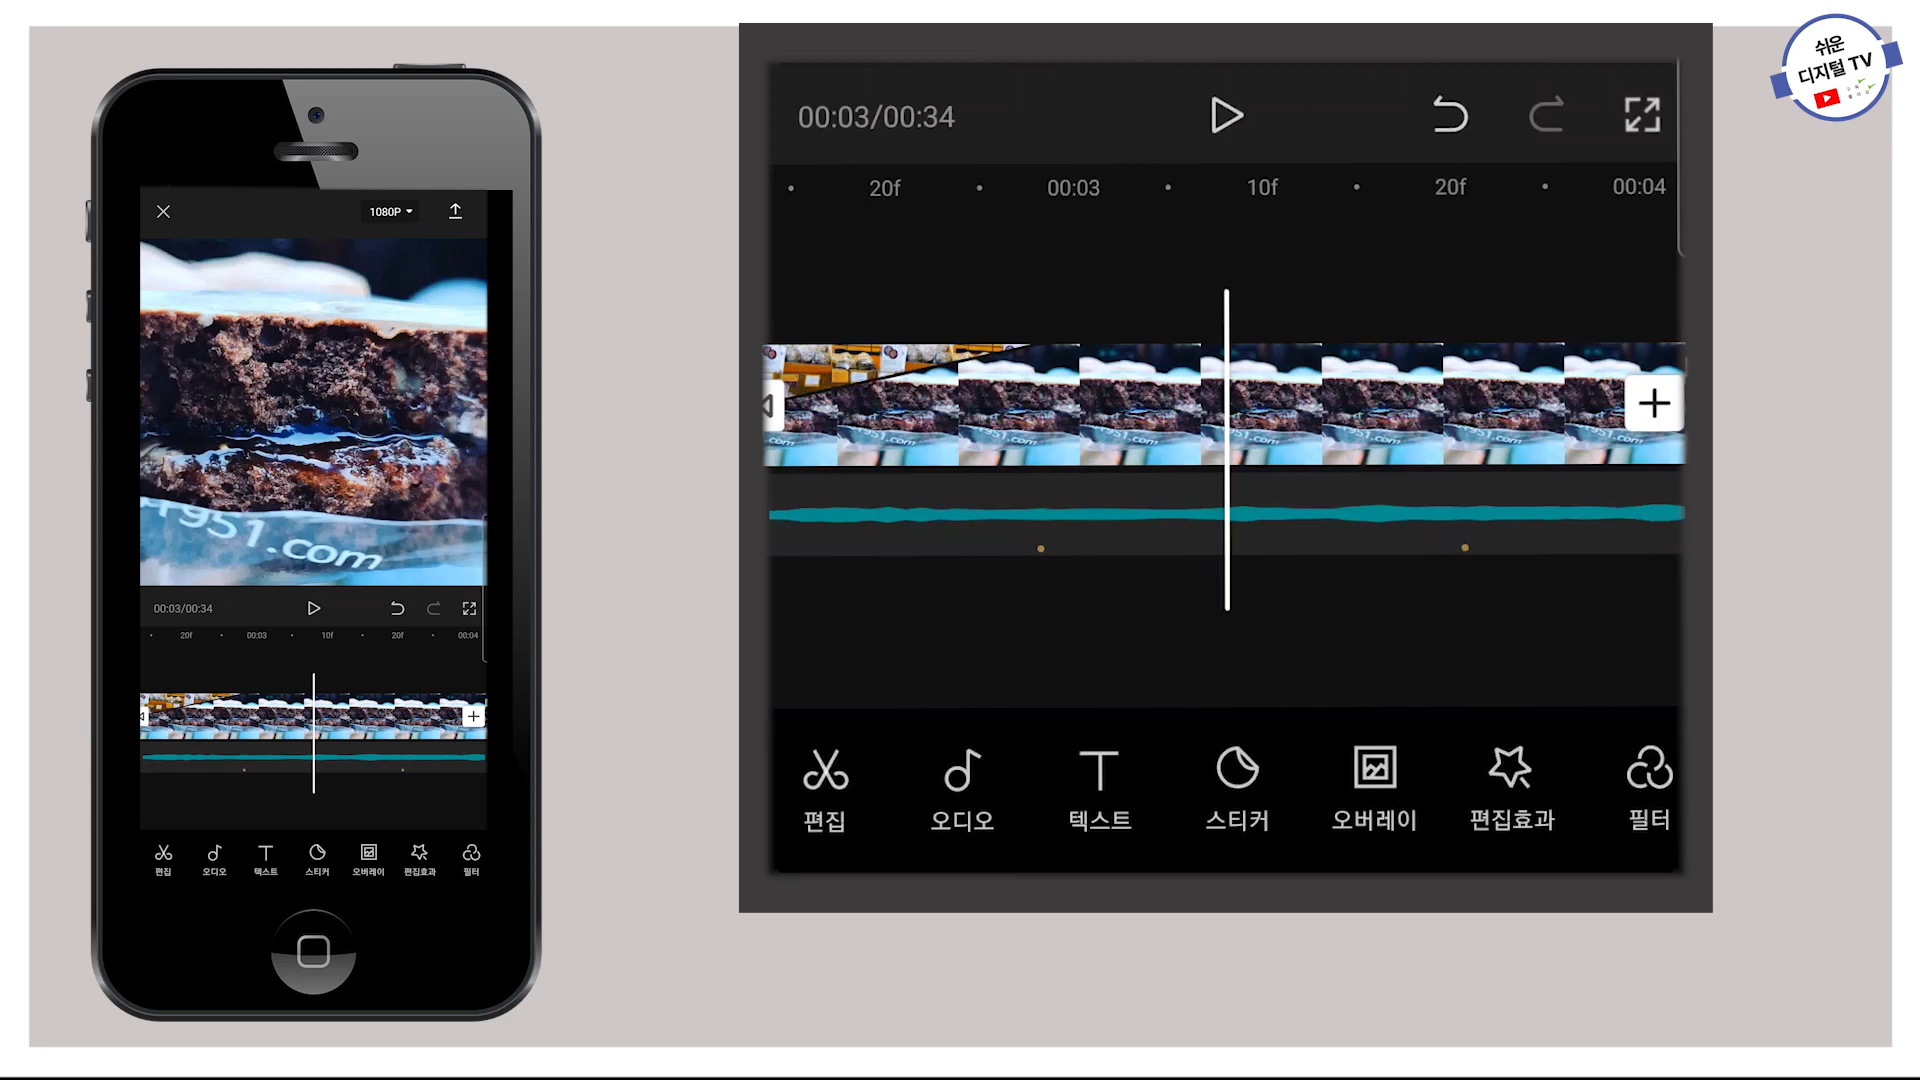 쉬운
디지털 TV
1080P
951.com
00:03/00:34
20f
00:03
10f
20f
00:04
편집
오디오
텍스트
스티커
오버레이
편집효과
필터
00:03/00:34
20f
00:03
10f
20f
00:04
편집
오디오
텍스트
스티커
오버레이
편집효과
필터